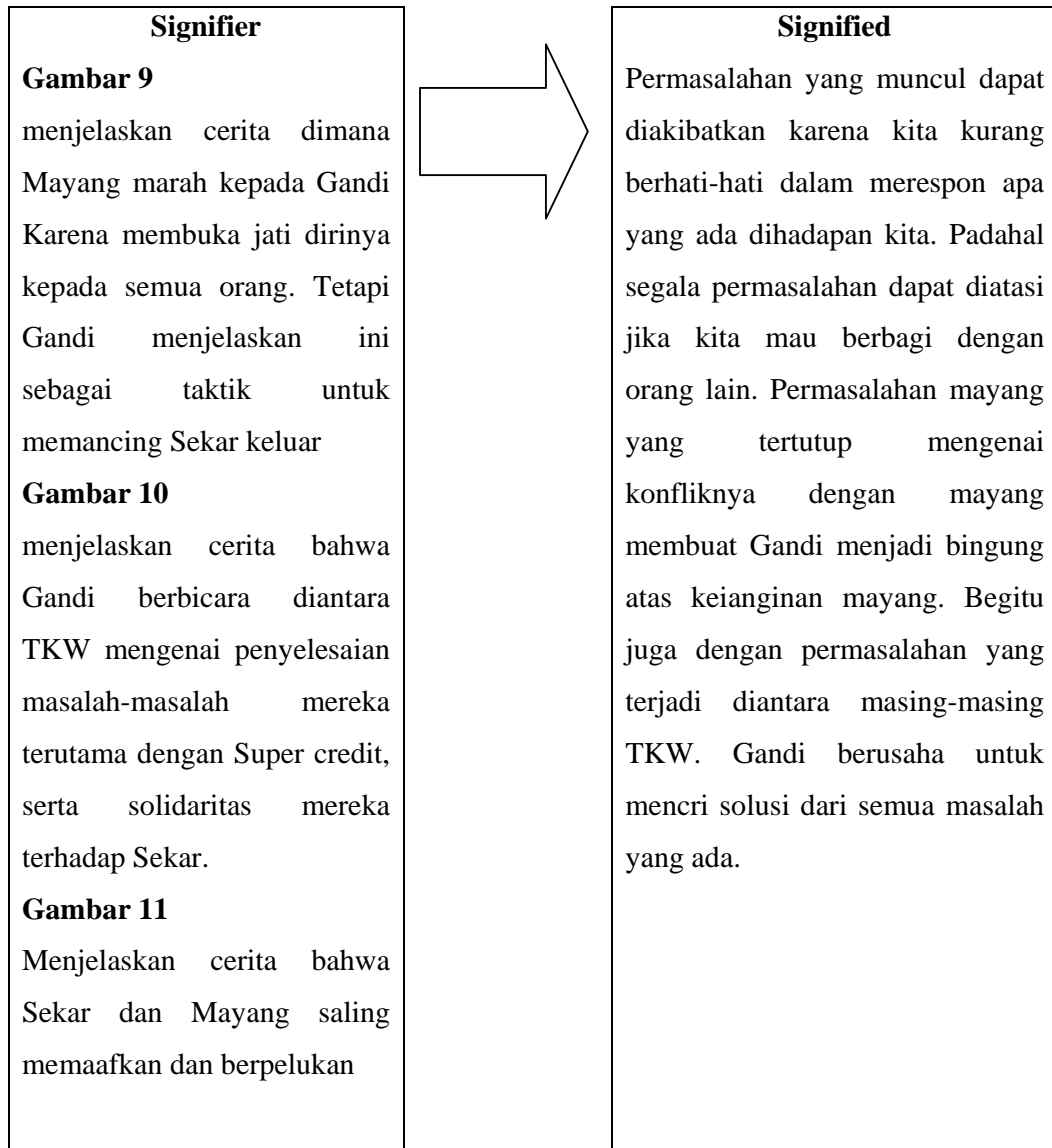 Signifier
Gambar 9
menjelaskan cerita dimana
Mayang marah kepada Gandi
Karena membuka jati dirinya
kepada semua orang. Tetapi
Gandi menjelaskan ini
sebagai taktik untuk
memancing Sekar keluar
Gambar 10
menjelaskan cerita bahwa
Gandi berbicara diantara
TKW mengenai penyelesaian
masalah-masalah mereka
terutama dengan Super credit,
serta solidaritas mereka
terhadap Sekar.
Gambar 11
Menjelaskan cerita bahwa
Sekar dan Mayang saling
memaafkan dan berpelukan
Signified
Permasalahan yang muncul dapat
diakibatkan karena kita kurang
berhati-hati dalam merespon apa
yang ada dihadapan kita. Padahal
segala permasalahan dapat diatasi
jika kita mau berbagi dengan
orang lain. Permasalahan mayang
yang tertutup mengenai
konfliknya dengan mayang
membuat Gandi menjadi bingung
atas keianginan mayang. Begitu
juga dengan permasalahan yang
terjadi diantara masing-masing
TKW. Gandi berusaha untuk
mencri solusi dari semua masalah
yang ada.